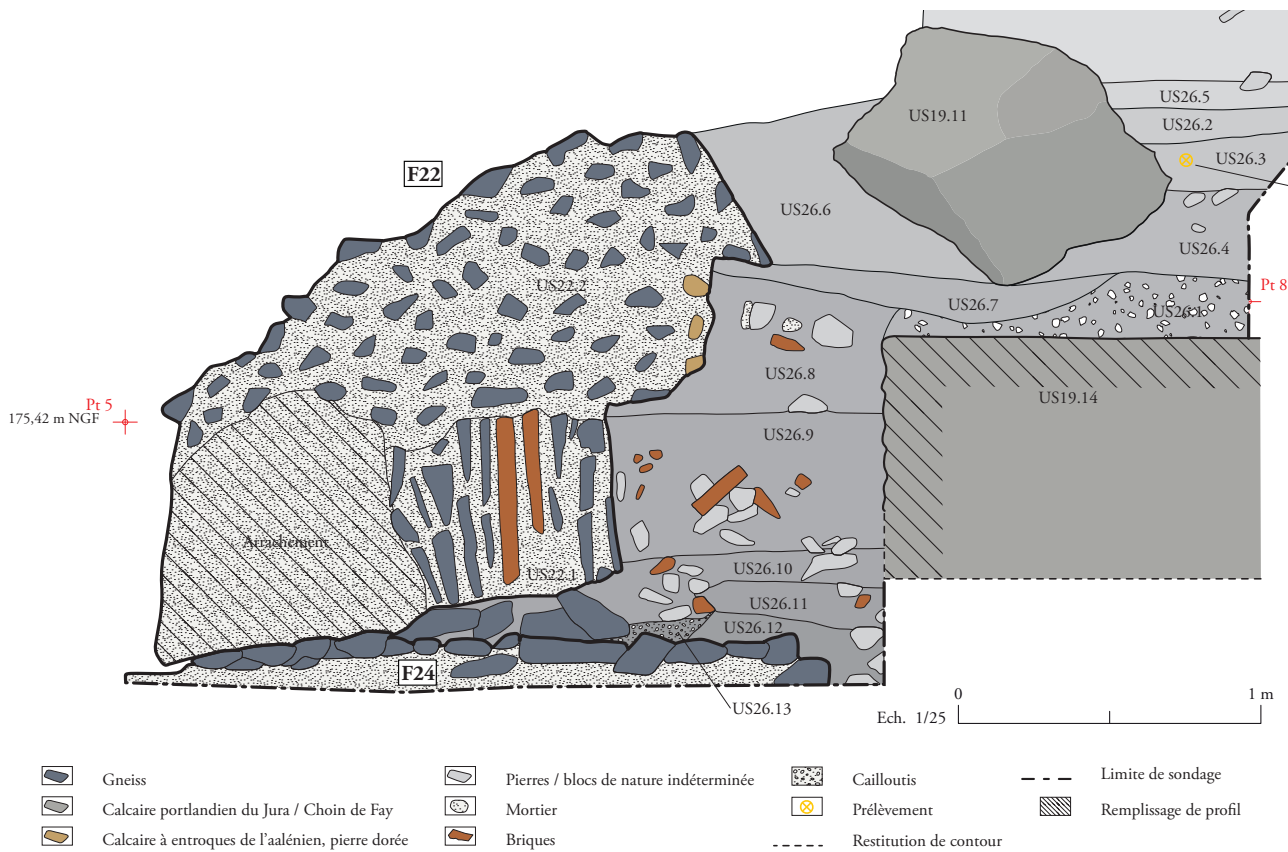 US19.11
US26.5
US26.2
US26.3
F22
US26.6
US26.4
US22.2
Pt 8
US26.7
US26.1
US26.8
US19.14
Pt 5
175,42 m NGF
US26.9
Arrachement
US22.1
US26.10
US26.11
US26.12
F24
US26.13
0 1 m
Ech. 1/25
Gneiss
Calcaire portlandien du Jura / Choin de Fay
Calcaire à entroques de l'aalénien, pierre dorée
Pierres / blocs de nature indéterminée
Mortier
Briques
Cailloutis
Prélèvement
Restitution de contour
Limite de sondage
Remplissage de profil